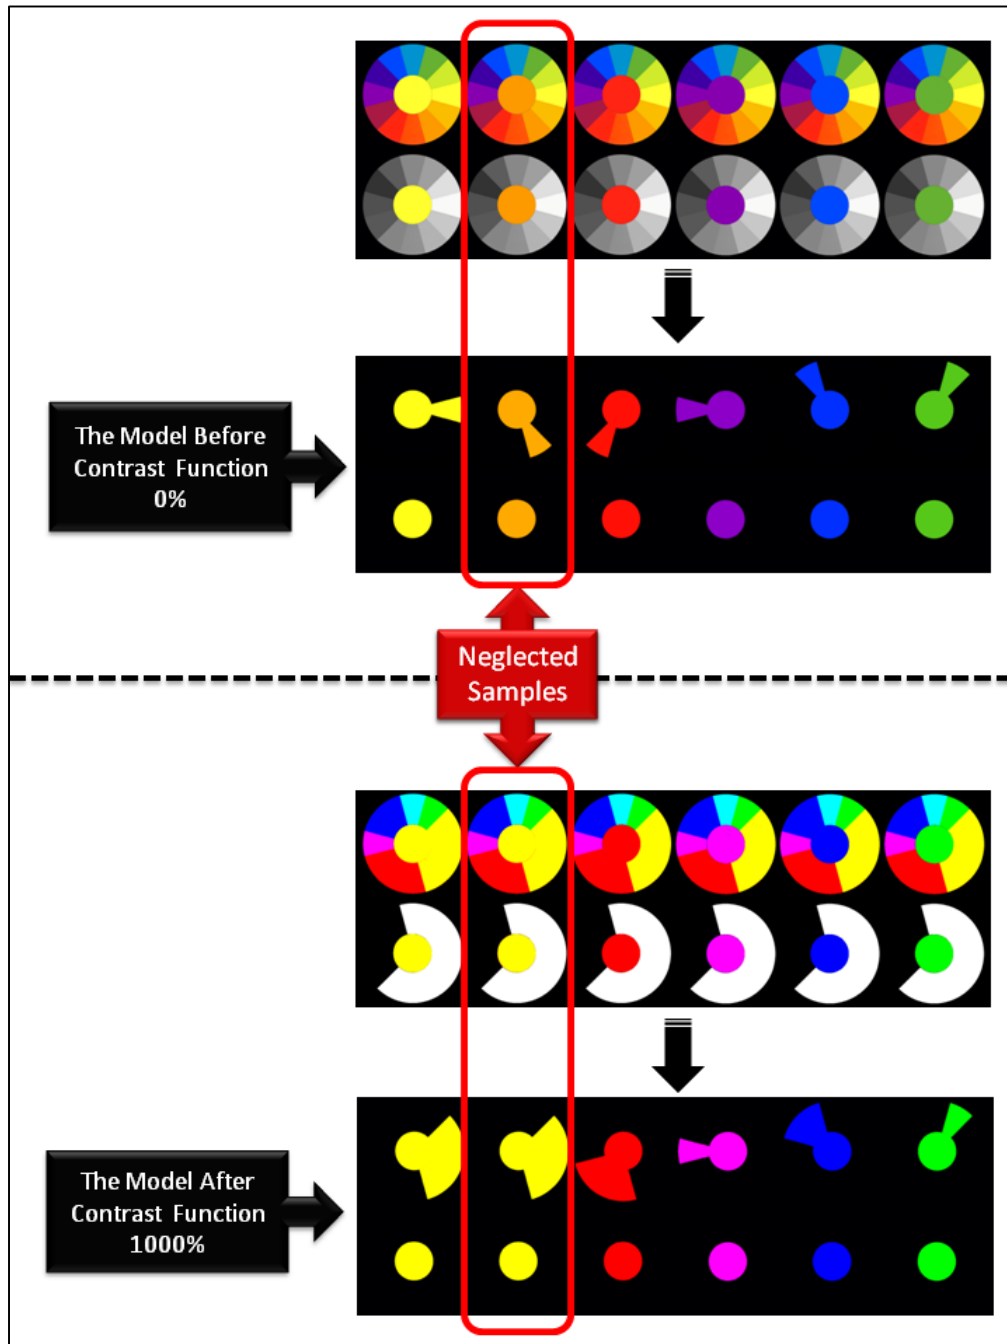 The Model Before
Contrast Function
0%
Neglected
Samples
The Model After
Contrast Function
1000%